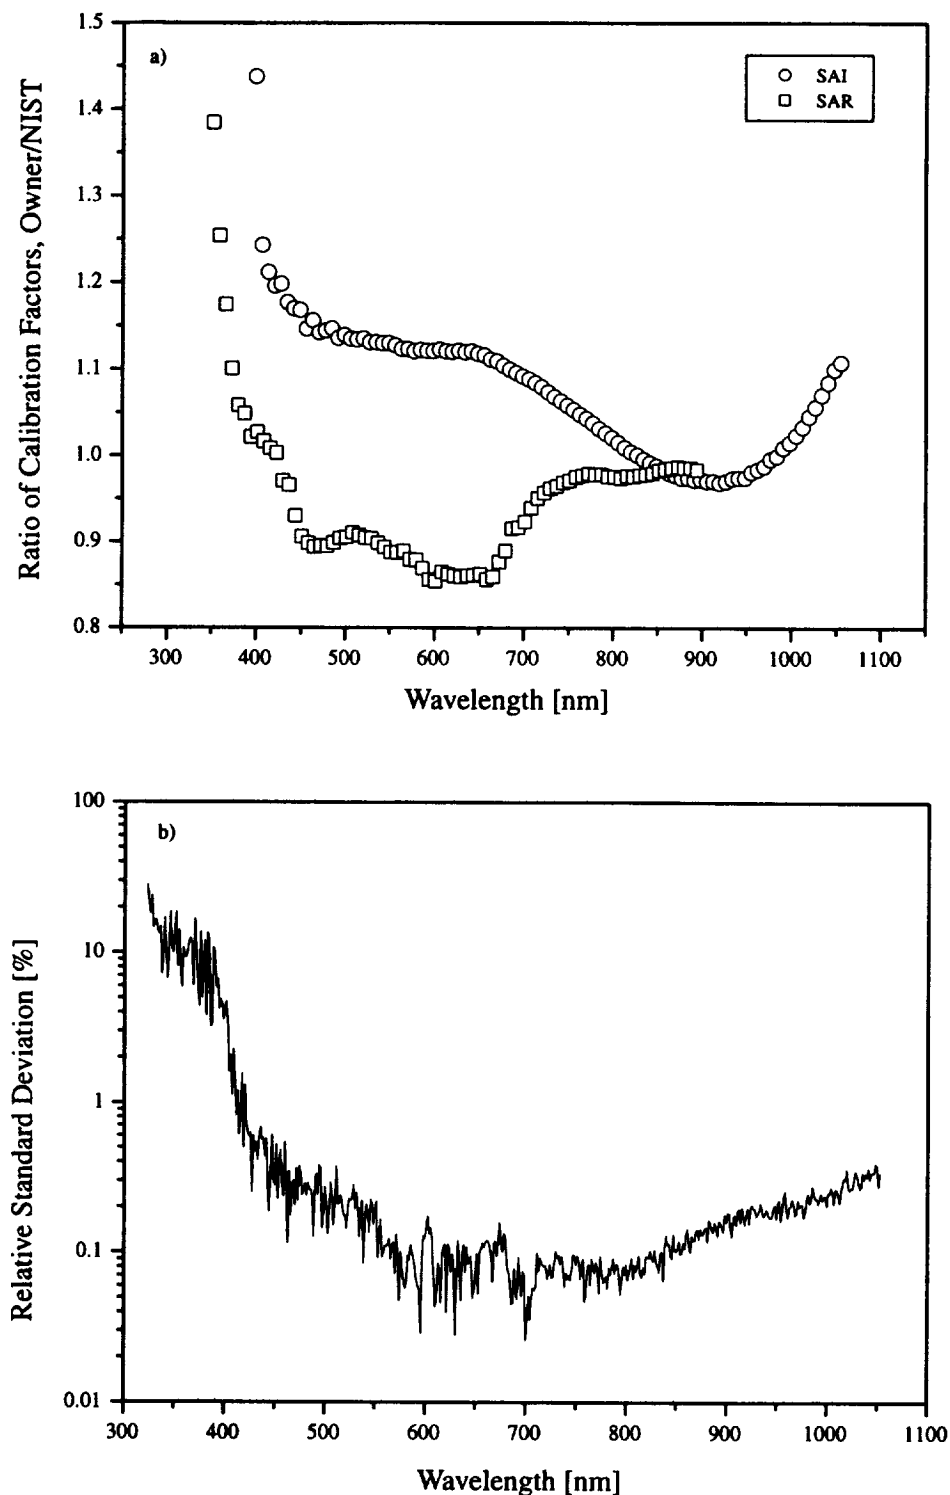 a)
SAI
SAR
Ratio of Calibration Factors, Owner/NIST
1.5
1.4
1.3
1.2
1.1
1.0
0.9
0.8
300 400 500 600 700 800 900 1000 1100
Wavelength [nm]
b)
Relative Standard Deviation [%]
100
10
1
0.1
0.01
300 400 500 600 700 800 900 1000 1100
Wavelength [nm]